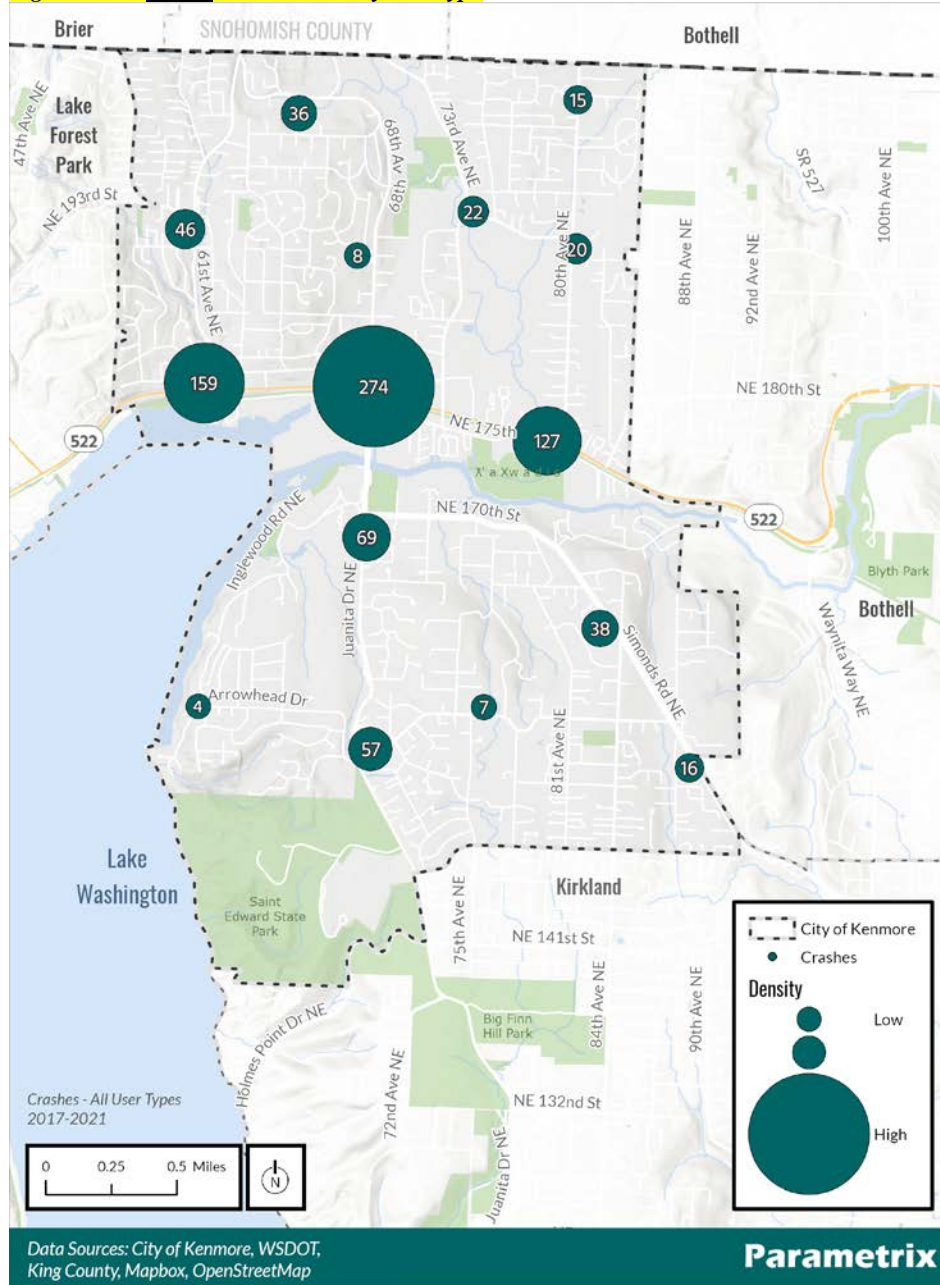 Brier
SNOHOMISH COUNTY
Bothell
47th Ave NE
Lake
Forest
Park
36
15
68th Av
68th
73rd Ave NE
SR 527
100th Ave NE
NE 193rd St
46
61st Ave NE
8
22
20
80th Ave NE
88th Ave NE
92nd Ave NE
159
274
NE 180th St
522
NE 175th
127
NE 170th St
522
Inglewood Rd NE
69
Juanita Dr NE
Blyth Park
Bothell
38
Simonds Rd NE
Waynita Way NE
4
Arrowhead Dr
7
57
81st Ave NE
16
Lake
Washington
Saint
Edward State
Park
Kirkland
75th Ave NE
NE 141st St
84th Ave NE
90th Ave NE
Big Finn
Hill Park
Holmes Point Dr NE
72nd Ave NE
NE 132nd St
Juanita Dr NE
City of Kenmore
Crashes
Density
Low
High
Crashes - All User Types
2017-2021
0 0.25 0.5 Miles
N
Data Sources: City of Kenmore, WSDOT,
King County, Mapbox, OpenStreetMap
Parametrix